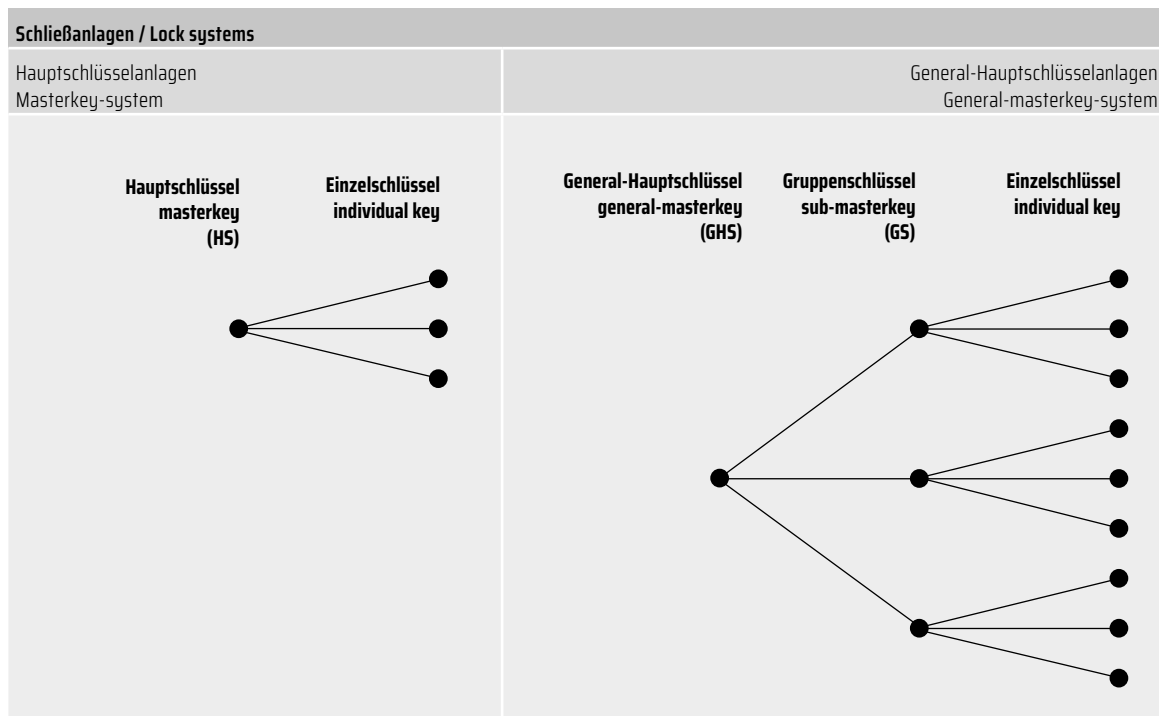 Schließanlagen / Lock systems
Hauptschlüsselanlagen
Masterkey-system
General-Hauptschlüsselanlagen
General-masterkey-system
Hauptschlüssel
masterkey
(HS)
Einzelschlüssel
individual key
General-Hauptschlüssel
general-masterkey
(GHS)
Gruppenschlüssel
sub-masterkey
(GS)
Einzelschlüssel
individual key